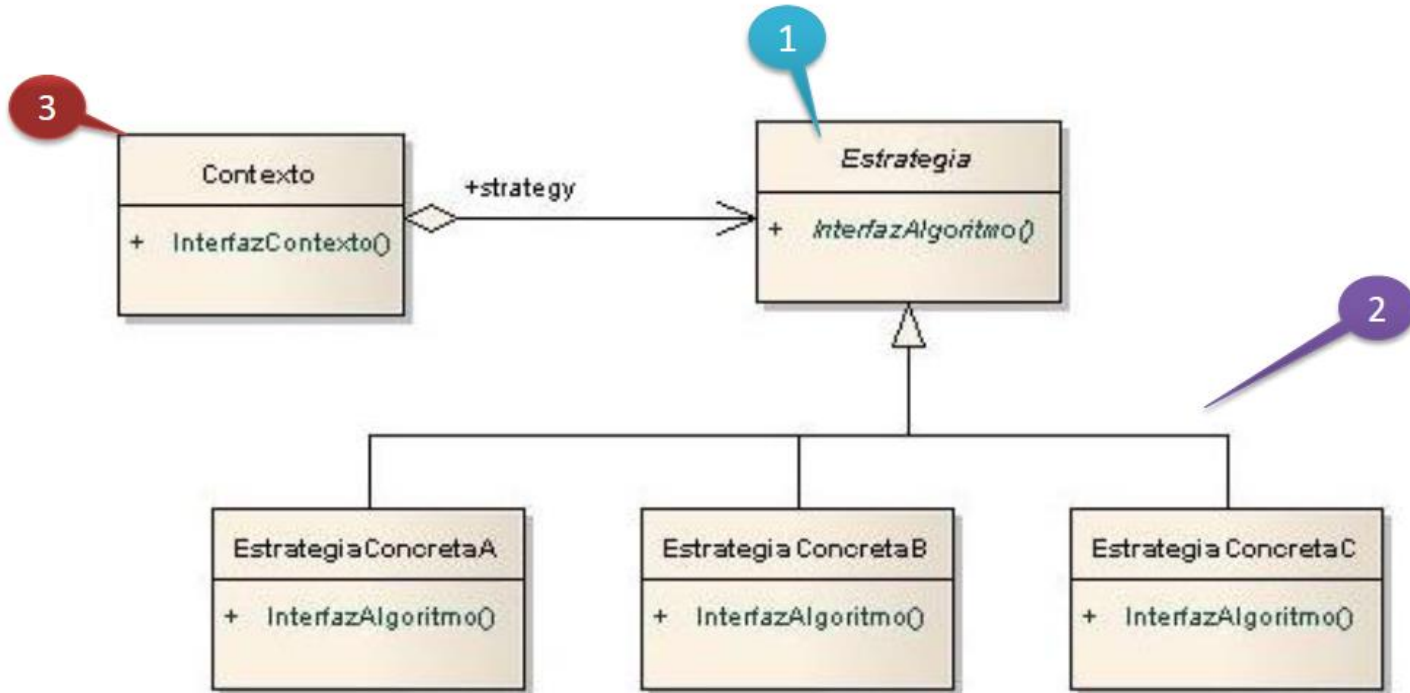 1
3
Contexto
+ InterfazContexto()
+strategy
Estrategia
+ InterfazAlgoritmo()
2
EstrategiaConcretaA
+ InterfazAlgoritmo()
EstrategiaConcretaB
+ InterfazAlgoritmo()
EstrategiaConcretaC
+ InterfazAlgoritmo()